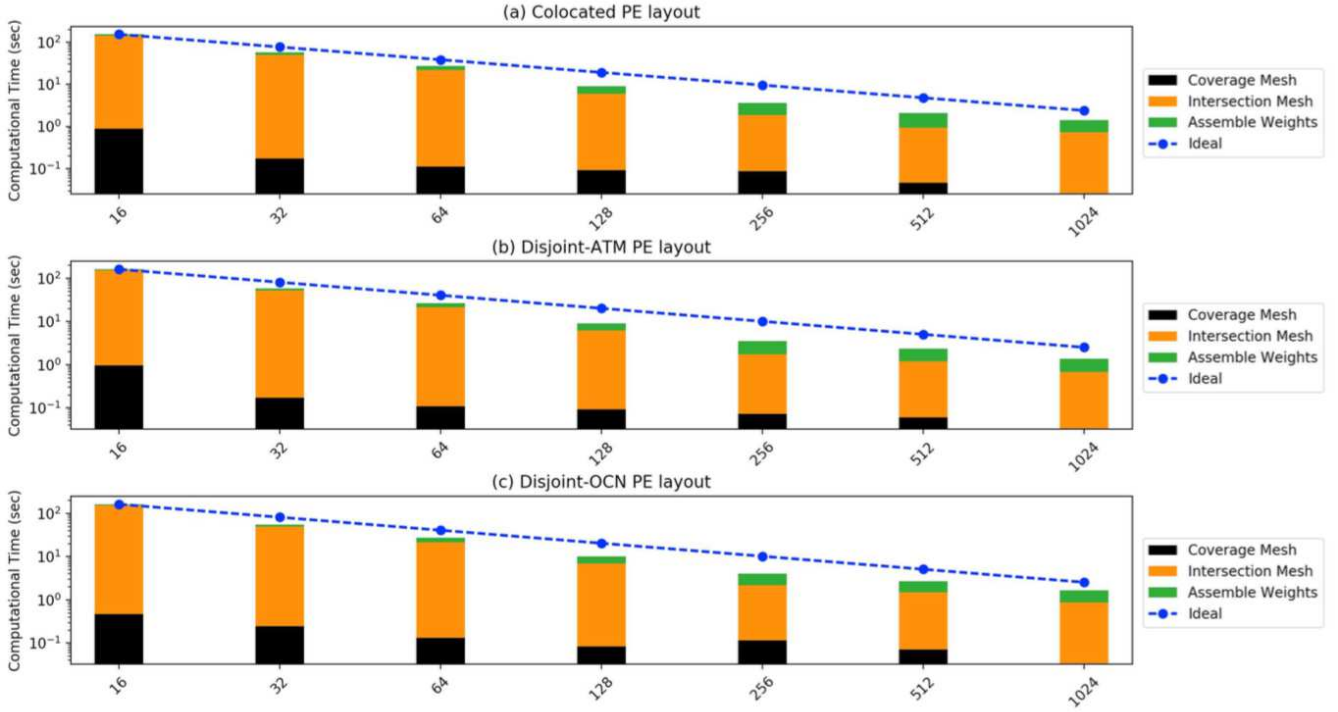 (a) Colocated PE layout
Computational Time (sec)
10²
10¹
10⁰
10⁻¹
16
32
64
128
256
512
1024
Coverage Mesh
Intersection Mesh
Assemble Weights
Ideal
(b) Disjoint-ATM PE layout
Computational Time (sec)
10²
10¹
10⁰
10⁻¹
16
32
64
128
256
512
1024
Coverage Mesh
Intersection Mesh
Assemble Weights
Ideal
(c) Disjoint-OCN PE layout
Computational Time (sec)
10²
10¹
10⁰
10⁻¹
16
32
64
128
256
512
1024
Coverage Mesh
Intersection Mesh
Assemble Weights
Ideal